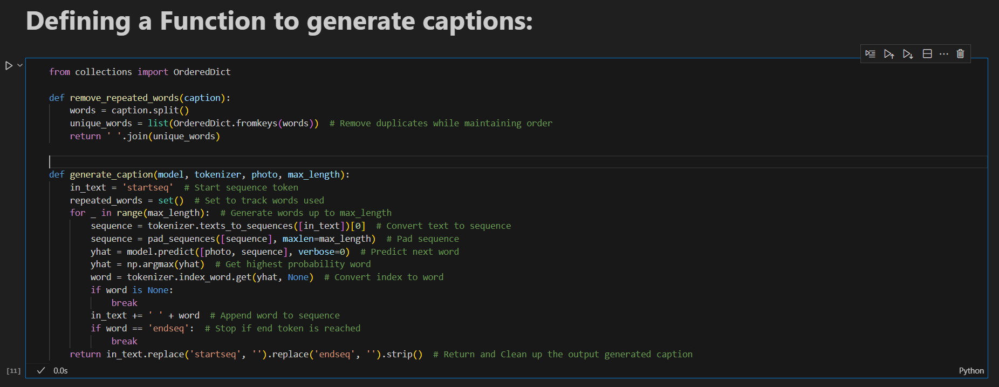 Defining a Function to generate captions:
from collections import OrderedDict
def remove_repeated_words(caption):
    words = caption.split()
    unique_words = list(OrderedDict.fromkeys(words))  # Remove duplicates while maintaining order
    return ' '.join(unique_words)
def generate_caption(model, tokenizer, photo, max_length):
    in_text = 'startseq'  # Start sequence token
    repeated_words = set()  # Set to track words used
    for _ in range(max_length):  # Generate words up to max_length
        sequence = tokenizer.texts_to_sequences([in_text])[0]  # Convert text to sequence
        sequence = pad_sequences([sequence], maxlen=max_length)  # Pad sequence
        yhat = model.predict([photo, sequence], verbose=0)  # Predict next word
        yhat = np.argmax(yhat)  # Get highest probability word
        word = tokenizer.index_word.get(yhat, None)  # Convert index to word
        if word is None:
            break
        in_text += ' ' + word  # Append word to sequence
        if word == 'endseq':  # Stop if end token is reached
            break
    return in_text.replace('startseq', '').replace('endseq', '').strip()  # Return and Clean up the output generated caption
[11] 0.0s Python